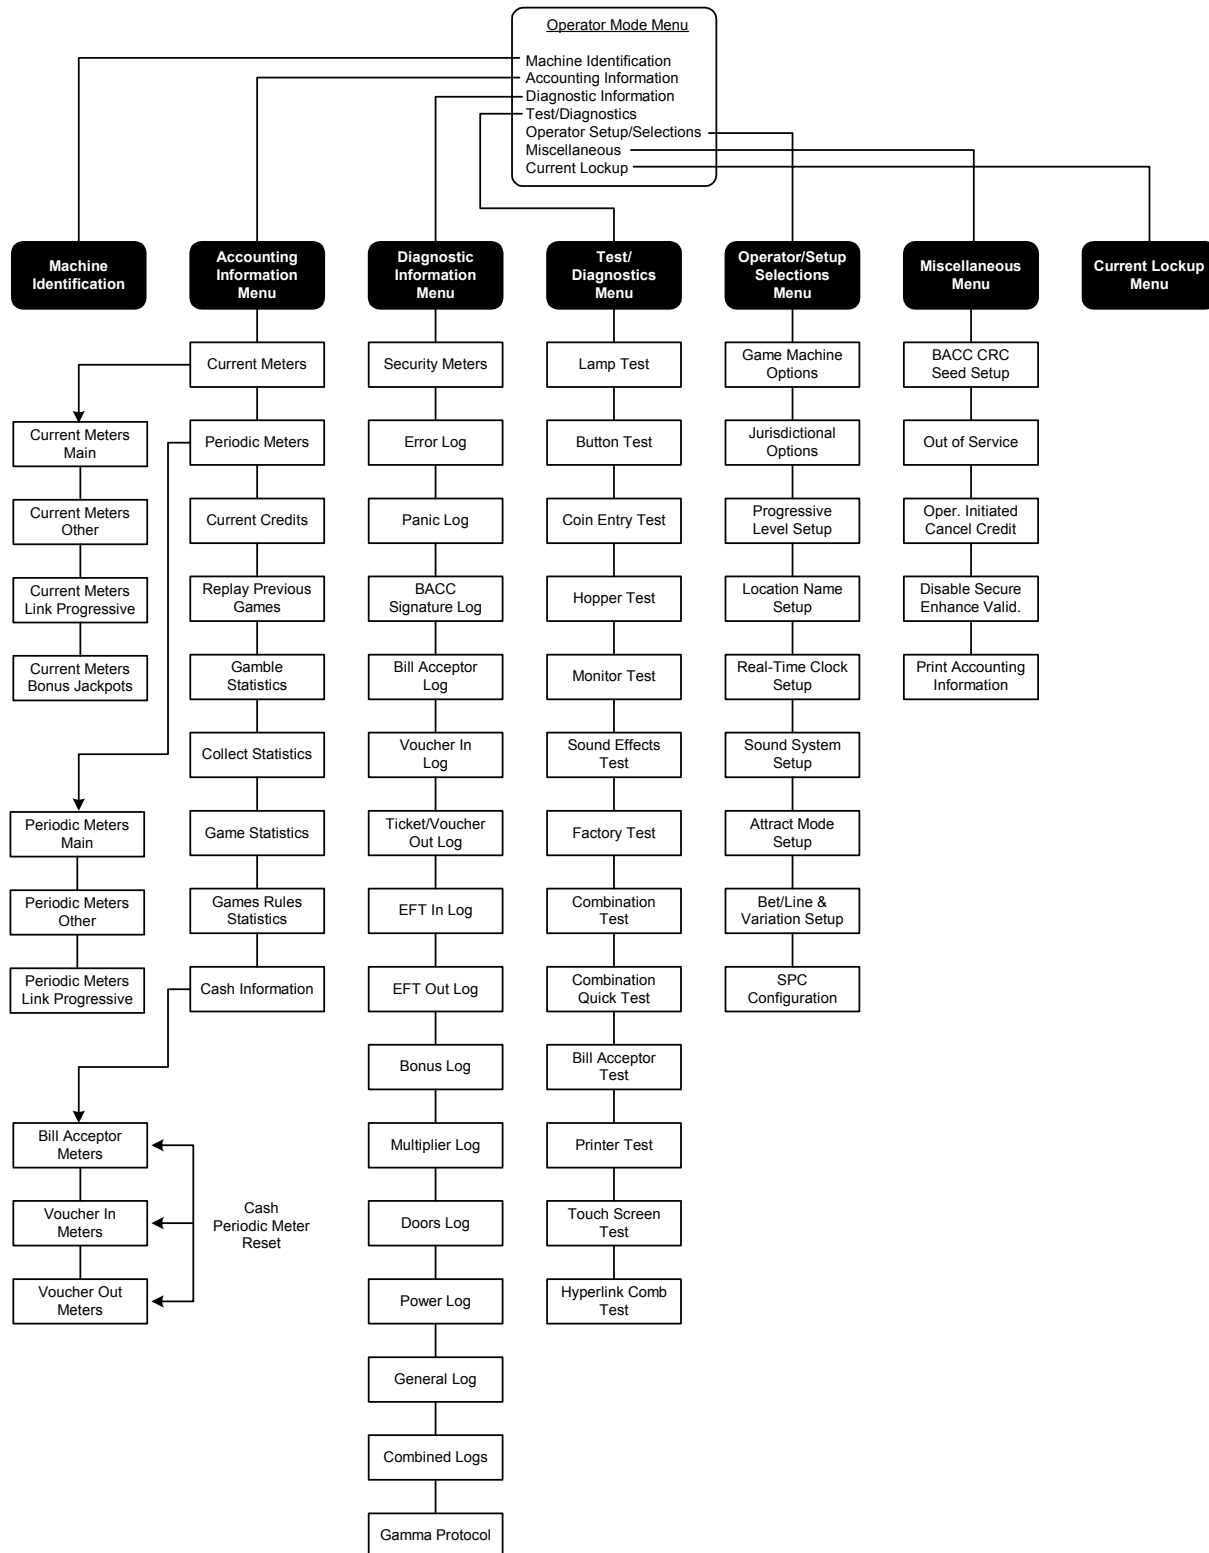 Operator Mode Menu
Machine Identification
Accounting Information
Diagnostic Information
Test/Diagnostics
Operator Setup/Selections
Miscellaneous
Current Lockup
Machine
Identification
Accounting
Information
Menu
Diagnostic
Information
Menu
Test/
Diagnostics
Menu
Operator/Setup
Selections
Menu
Miscellaneous
Menu
Current Lockup
Menu
Current Meters
Periodic Meters
Current Credits
Replay Previous
Games
Gamble
Statistics
Collect Statistics
Game Statistics
Games Rules
Statistics
Cash Information
Current Meters
Main
Current Meters
Other
Current Meters
Link Progressive
Current Meters
Bonus Jackpots
Periodic Meters
Main
Periodic Meters
Other
Periodic Meters
Link Progressive
Bill Acceptor
Meters
Voucher In
Meters
Voucher Out
Meters
Cash
Periodic Meter
Reset
Security Meters
Error Log
Panic Log
BACC
Signature Log
Bill Acceptor
Log
Voucher In
Log
Ticket/Voucher
Out Log
EFT In Log
EFT Out Log
Bonus Log
Multiplier Log
Doors Log
Power Log
General Log
Combined Logs
Gamma Protocol
Lamp Test
Button Test
Coin Entry Test
Hopper Test
Monitor Test
Sound Effects
Test
Factory Test
Combination
Test
Combination
Quick Test
Bill Acceptor
Test
Printer Test
Touch Screen
Test
Hyperlink Comb
Test
Game Machine
Options
Jurisdictional
Options
Progressive
Level Setup
Location Name
Setup
Real-Time Clock
Setup
Sound System
Setup
Attract Mode
Setup
Bet/Line &
Variation Setup
SPC
Configuration
BACC CRC
Seed Setup
Out of Service
Oper. Initiated
Cancel Credit
Disable Secure
Enhance Valid.
Print Accounting
Information